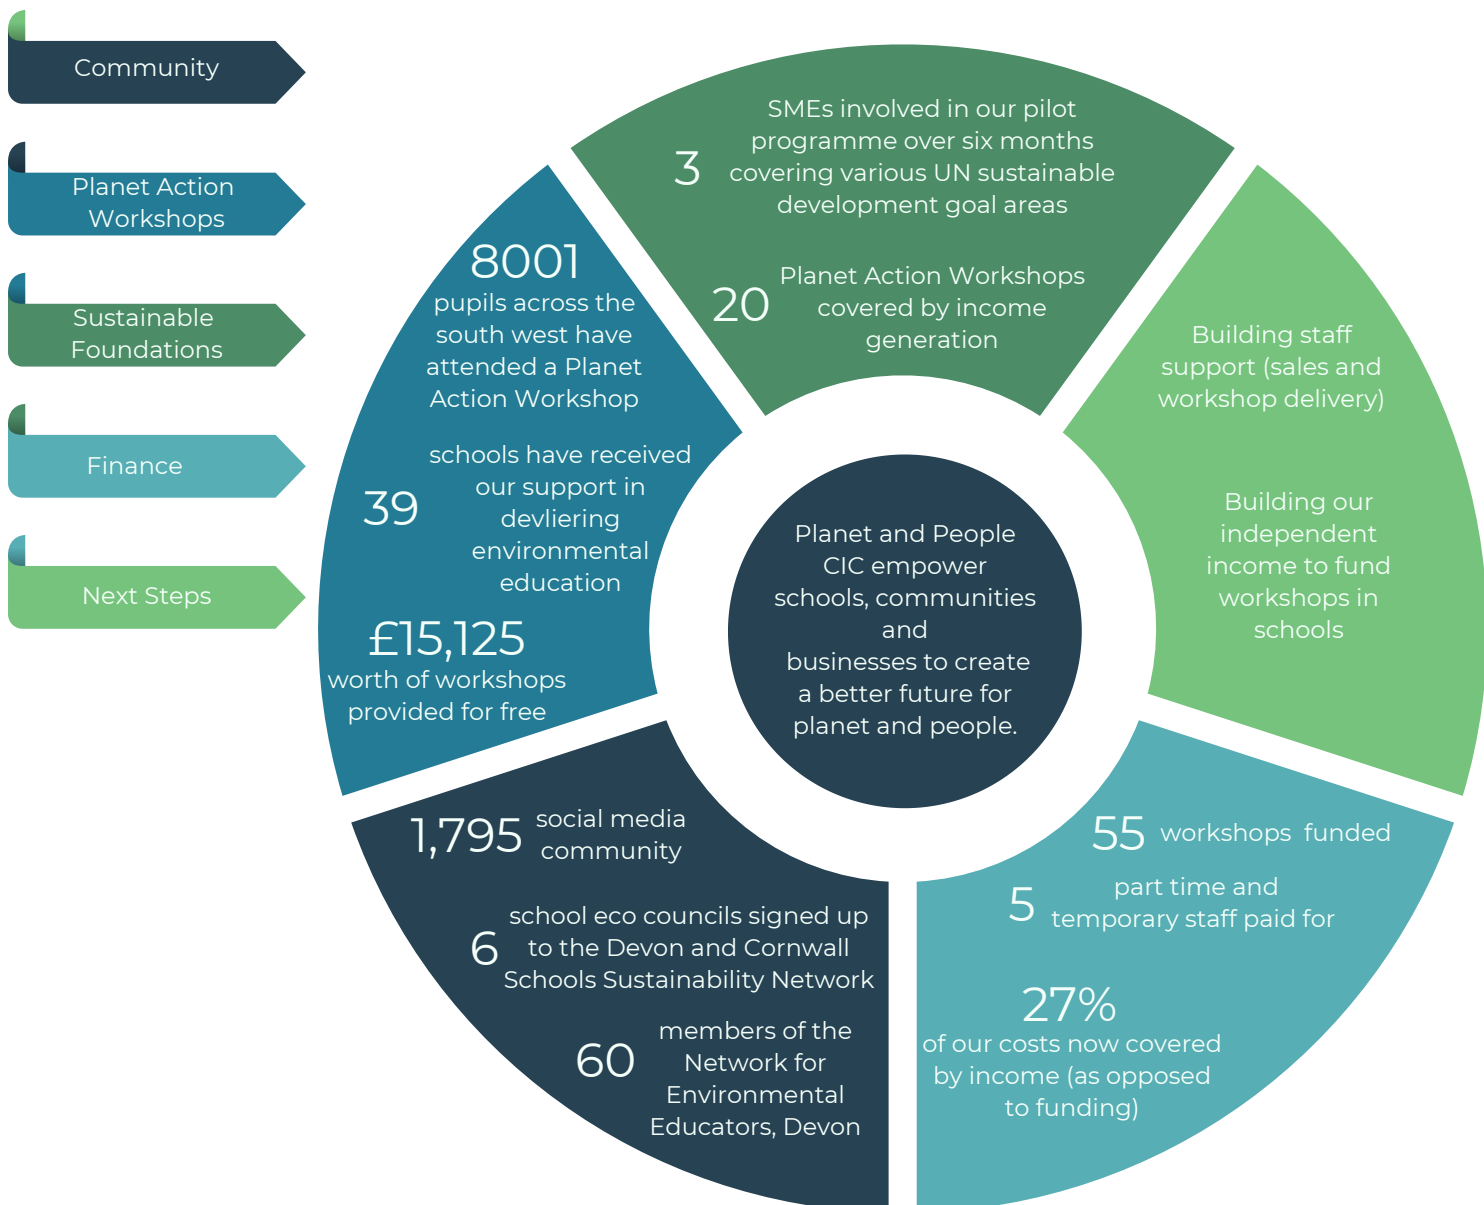 Community
Planet Action
Workshops
Sustainable
Foundations
Finance
Next Steps
3
SMEs involved in our pilot
programme over six months
covering various UN sustainable
development goal areas
20
Planet Action Workshops
covered by income
generation
8001
pupils across the
south west have
attended a Planet
Action Workshop
39
schools have received
our support in
devliering
environmental
education
£15,125
worth of workshops
provided for free
Building staff
support (sales and
workshop delivery)
Building our
independent
income to fund
workshops in
schools
Planet and People
CIC empower
schools, communities
and
businesses to create
a better future for
planet and people.
1,795
social media
community
6
school eco councils signed up
to the Devon and Cornwall
Schools Sustainability Network
60
members of the
Network for
Environmental
Educators, Devon
55 workshops funded
5
part time and
temporary staff paid for
27%
of our costs now covered
by income (as opposed
to funding)